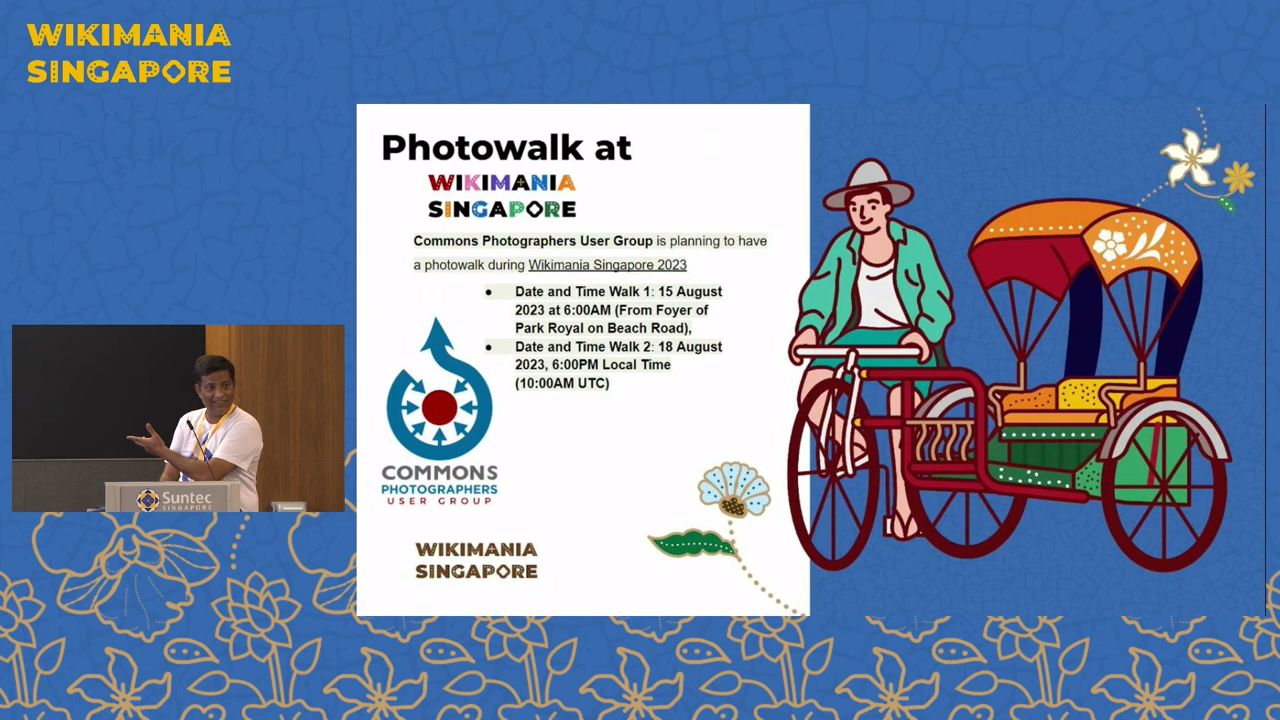 WIKIMANIA
SINGAPORE
Photowalk at
WIKIMANIA
SINGAPORE
Commons Photographers User Group is planning to have
a photowalk during Wikimania Singapore 2023
● Date and Time Walk 1: 15 August
2023 at 6:00AM (From Foyer of
Park Royal on Beach Road),
● Date and Time Walk 2: 18 August
2023, 6:00PM Local Time
(10:00AM UTC)
COMMONS
PHOTOGRAPHERS
USER GROUP
WIKIMANIA
SINGAPORE
Suntec
SINGAPORE